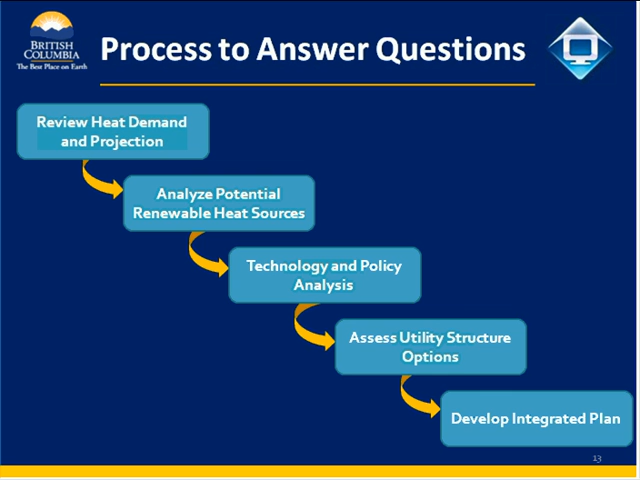 BRITISH
COLUMBIA
The Best Place on Earth
Process to Answer Questions
Review Heat Demand
and Projection
Analyze Potential
Renewable Heat Sources
Technology and Policy
Analysis
Assess Utility Structure
Options
Develop Integrated Plan
13